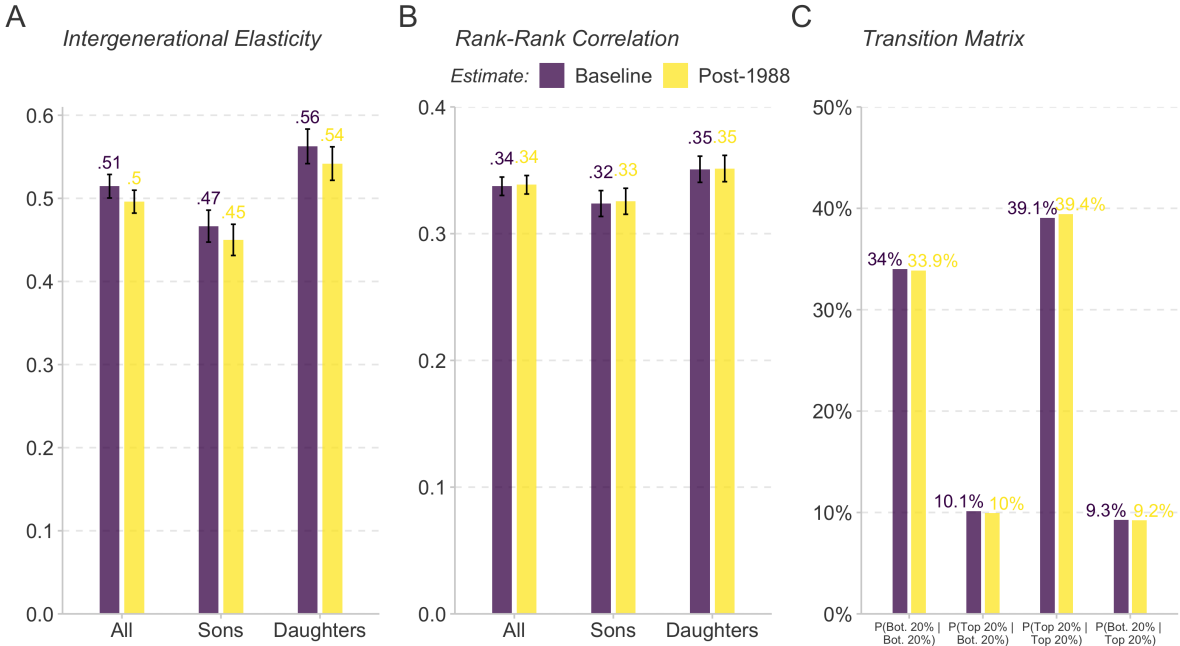 A
Intergenerational Elasticity
B
Rank-Rank Correlation
C
Transition Matrix
Estimate: Baseline Post-1988
0.6
0.5
0.4
0.3
0.2
0.1
0.0
.51 .5
.47 .45
.56 .54
All Sons Daughters
0.4
0.3
0.2
0.1
0.0
.34 .34
.32 .33
.35 .35
All Sons Daughters
50%
40%
30%
20%
10%
0%
34% 33.9%
10.1% 10%
39.1% 39.4%
9.3% 9.2%
P(Bot. 20% |
Bot. 20%)
P(Top 20% |
Bot. 20%)
P(Top 20% |
Top 20%)
P(Bot. 20% |
Top 20%)